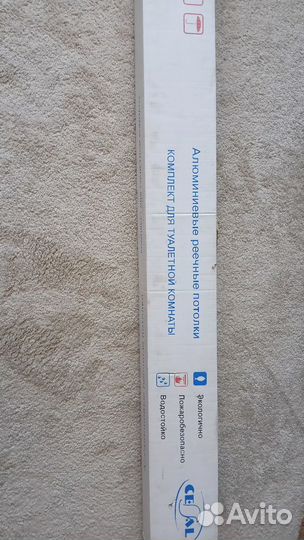 Алюминиевые реечные потолки
КОМПЛЕКТ ДЛЯ ТУАЛЕТНОЙ КОМНАТЫ
Экологично
Пожаробезопасно
Водостойко
CESAL
Avito